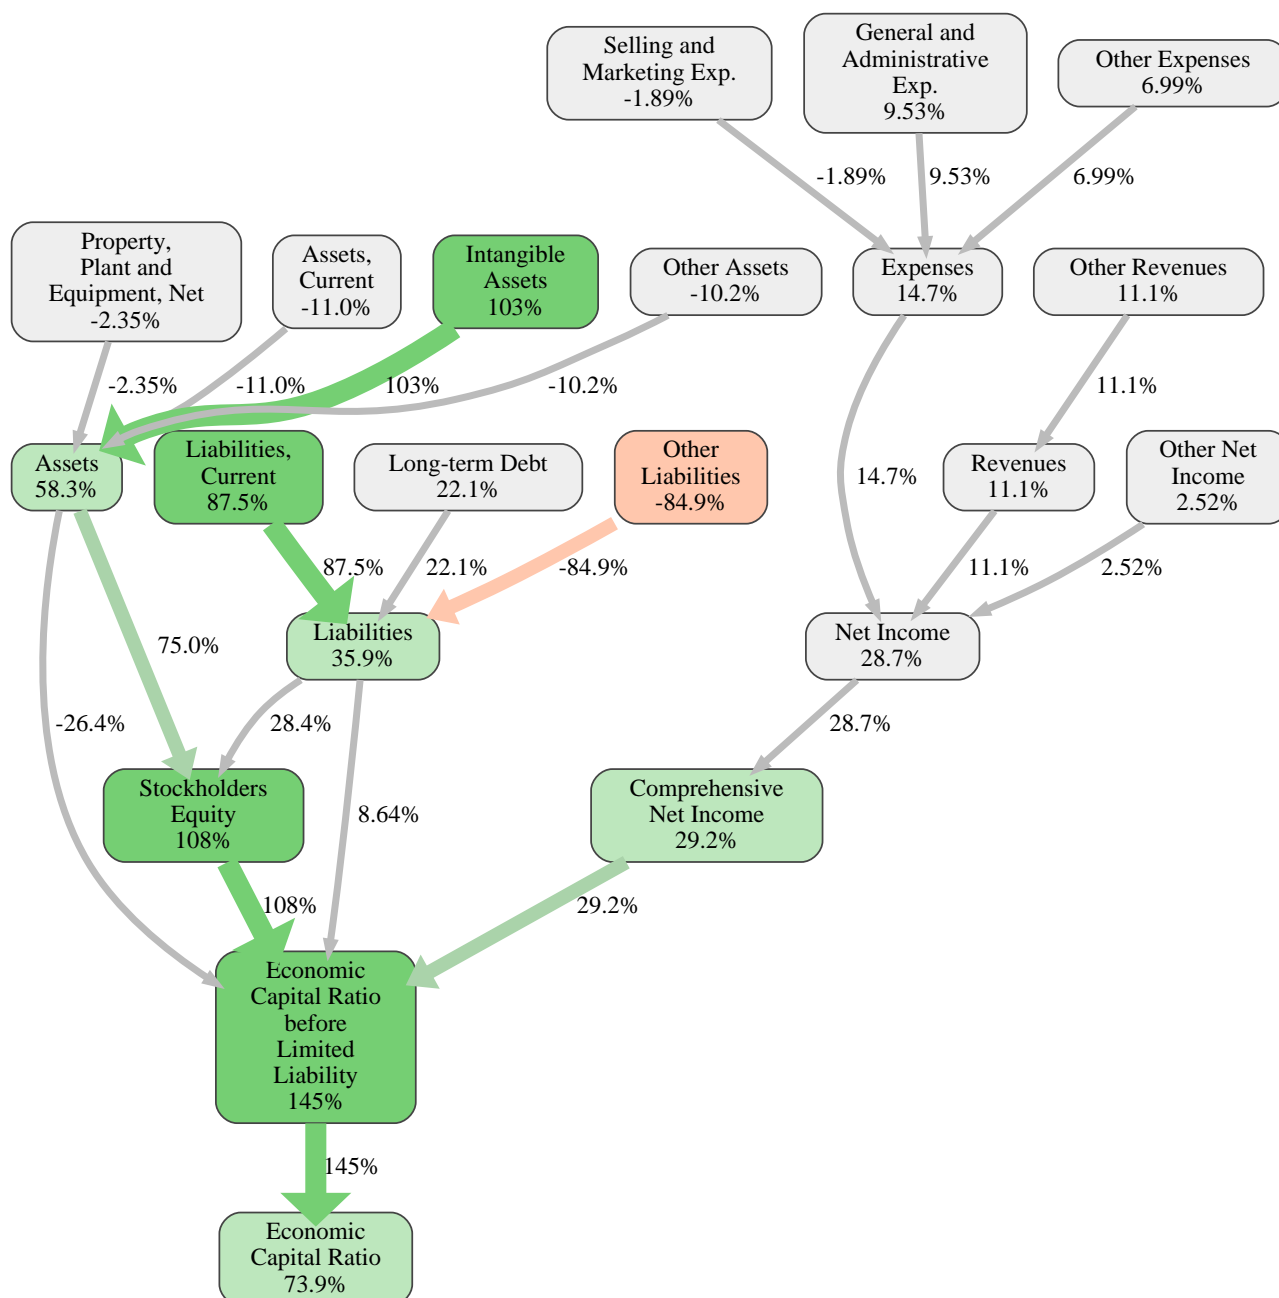 Selling and
Marketing Exp.
-1.89%
General and
Administrative
Exp.
9.53%
Other Expenses
6.99%
-1.89%
9.53%
6.99%
Property,
Plant and
Equipment, Net
-2.35%
Assets,
Current
-11.0%
Intangible
Assets
103%
Other Assets
-10.2%
Expenses
14.7%
Other Revenues
11.1%
-2.35%
-11.0%
103%
-10.2%
11.1%
Assets
58.3%
Liabilities,
Current
87.5%
Long-term Debt
22.1%
Other
Liabilities
-84.9%
14.7%
Revenues
11.1%
Other Net
Income
2.52%
87.5%
22.1%
-84.9%
11.1%
2.52%
75.0%
Liabilities
35.9%
Net Income
28.7%
-26.4%
28.4%
28.7%
Stockholders
Equity
108%
8.64%
Comprehensive
Net Income
29.2%
108%
29.2%
Economic
Capital Ratio
before
Limited
Liability
145%
145%
Economic
Capital Ratio
73.9%